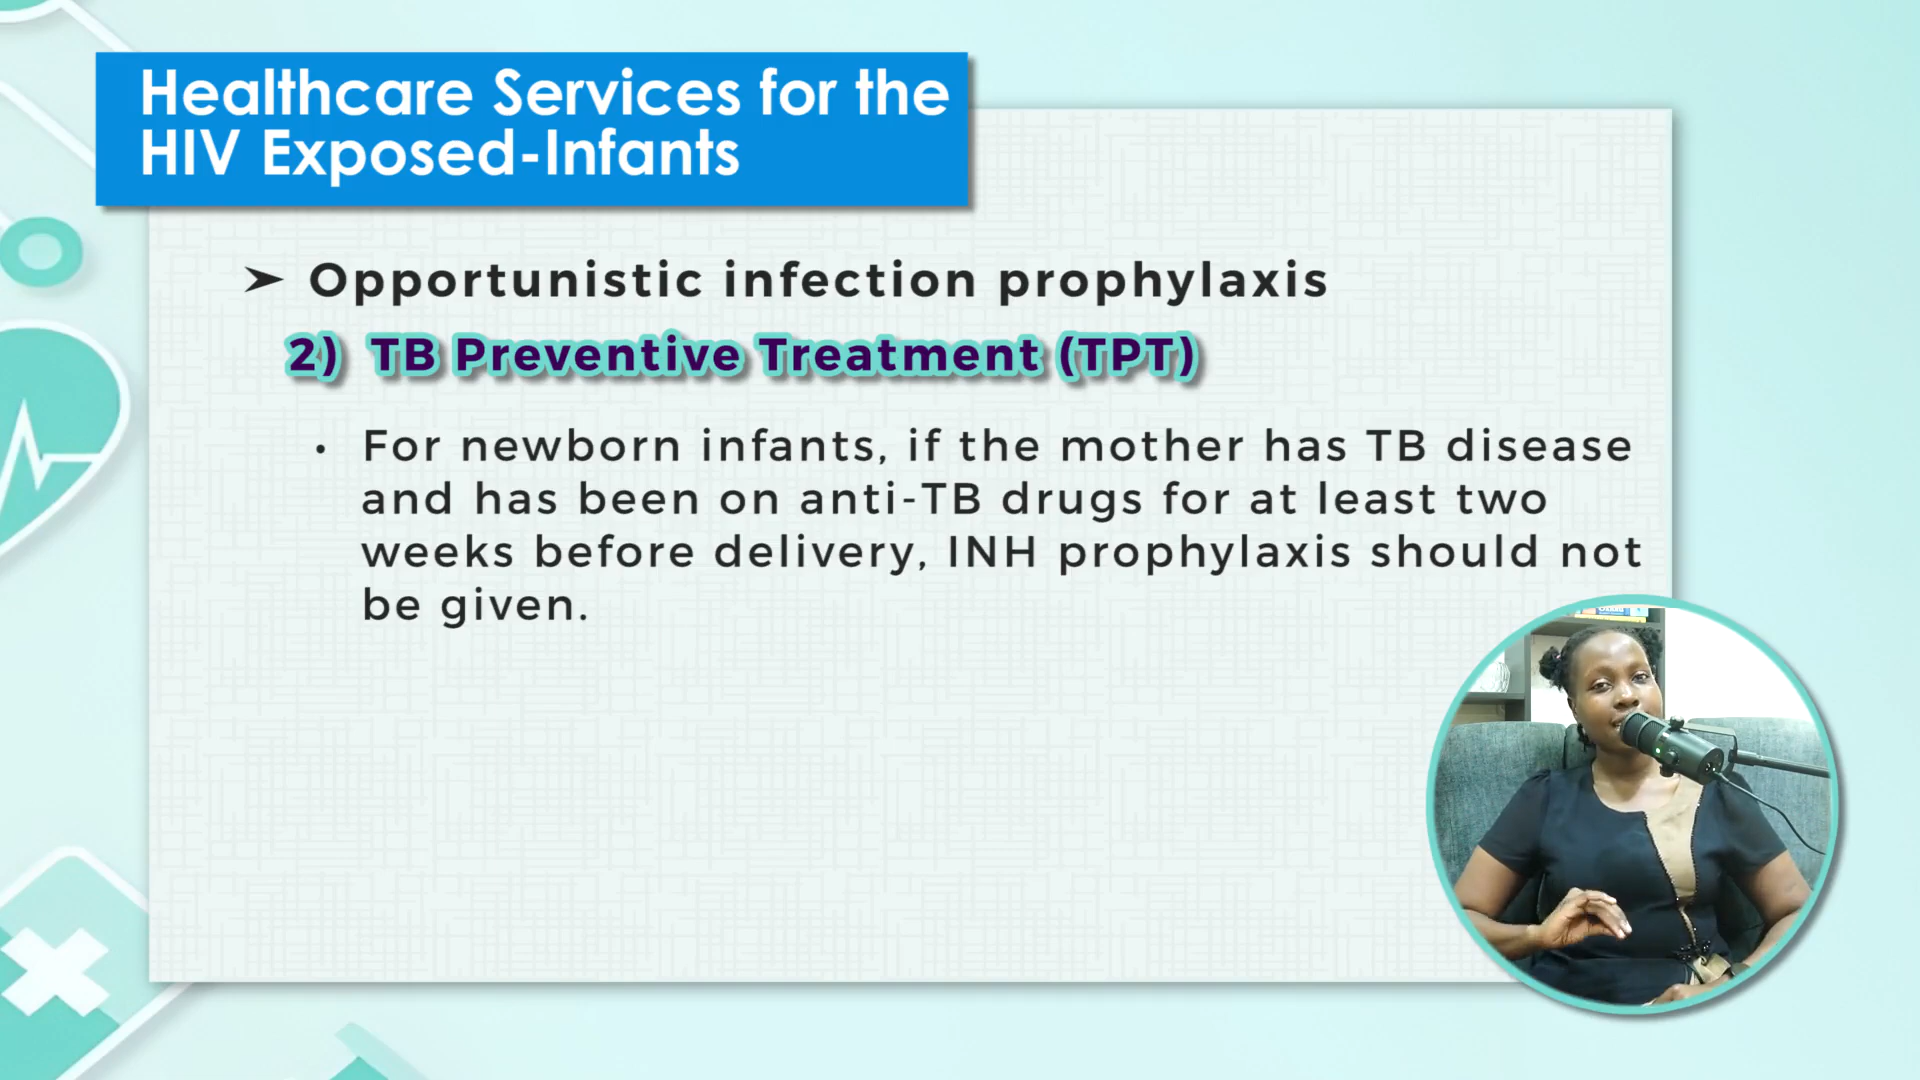 Healthcare Services for the
HIV Exposed-Infants
➤ Opportunistic infection prophylaxis
2) TB Preventive Treatment (TPT)
• For newborn infants, if the mother has TB disease
and has been on anti-TB drugs for at least two
weeks before delivery, INH prophylaxis should not
be given.